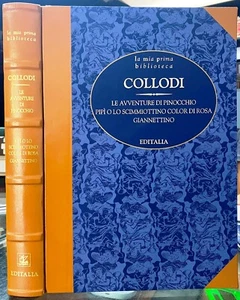 la mia prima
biblioteca
COLLODI
LE AVVENTURE
DI
PINOCCHIO
PIPÌ O LO
SCIMMIOTTINO
COLOR DI ROSA
GIANNETTINO
EDITALIA
la mia prima
biblioteca
COLLODI
LE AVVENTURE DI PINOCCHIO
PIPÌ O LO SCIMMIOTTINO COLOR DI ROSA
GIANNETTINO
EDITALIA